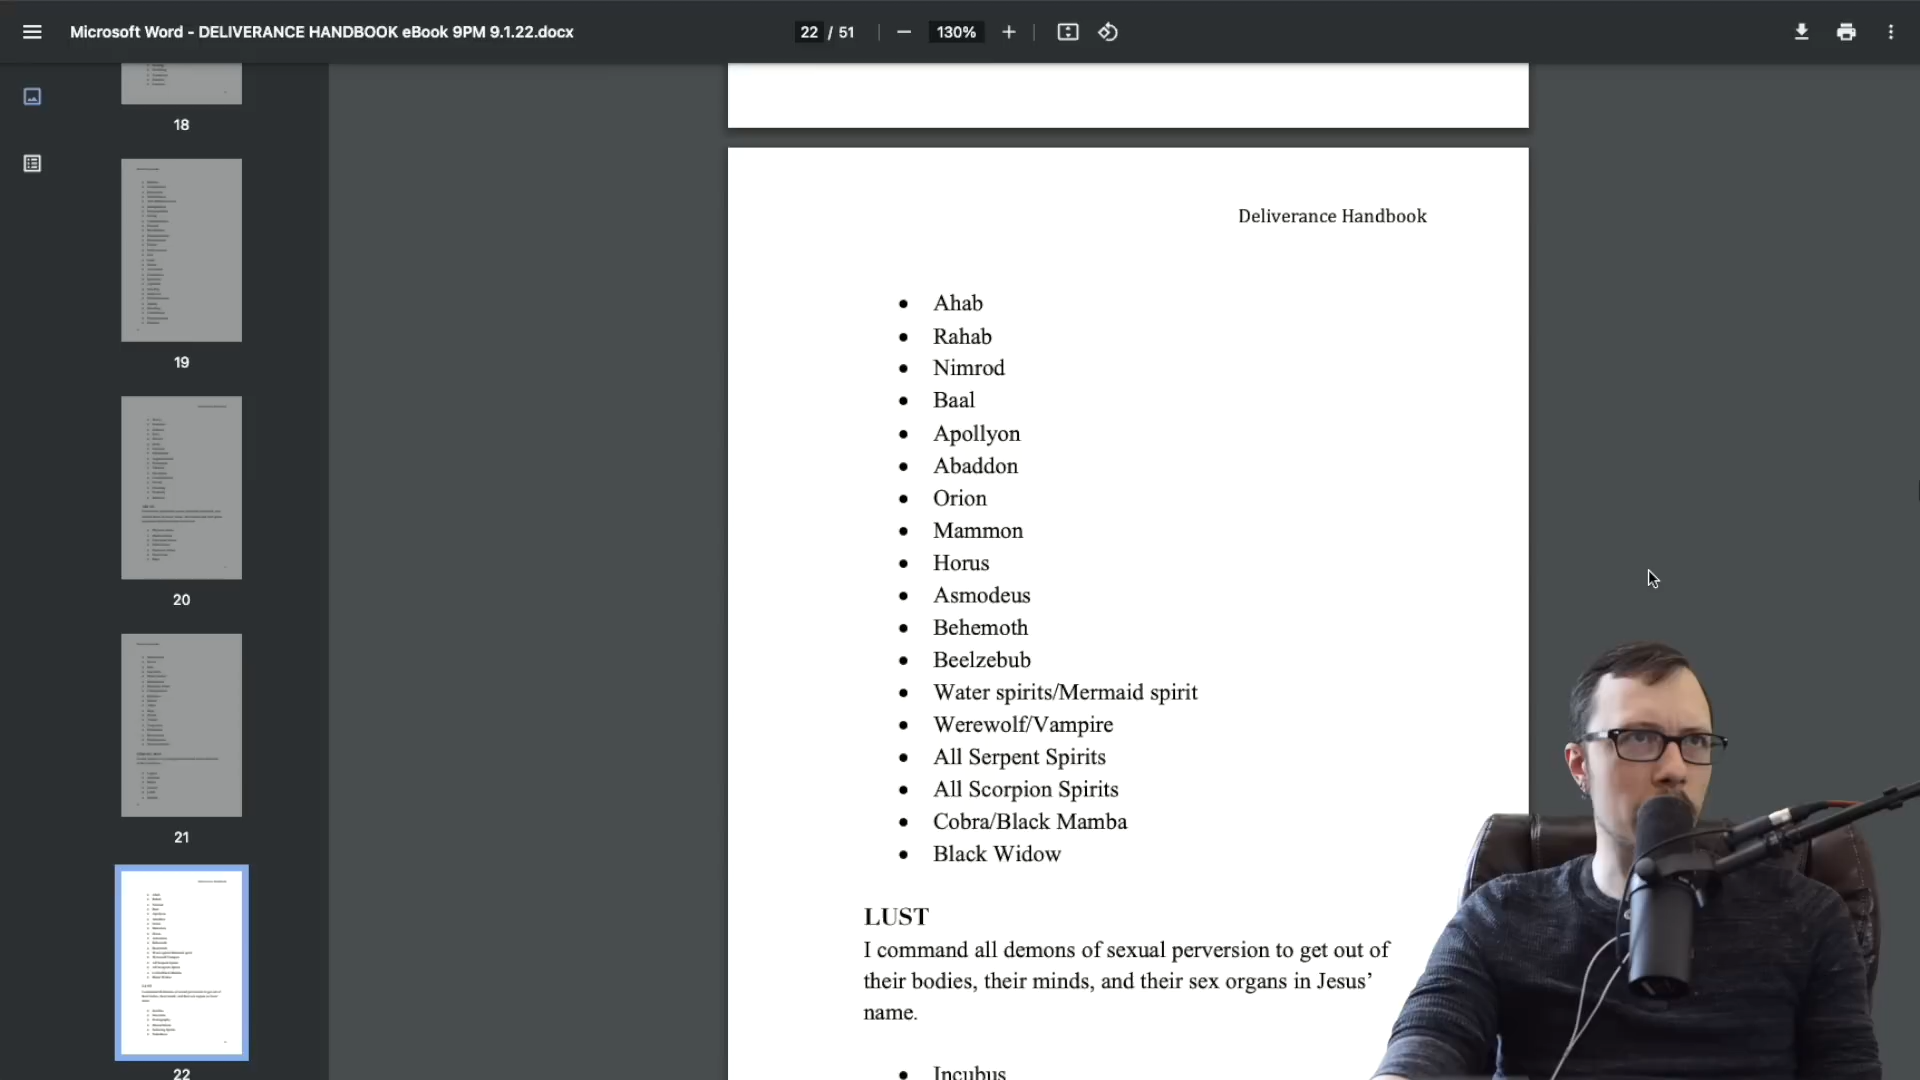 Microsoft Word - DELIVERANCE HANDBOOK eBook 9PM 9.1.22.docx
22 / 51
130%
18
19
20
21
22
Deliverance Handbook
• Ahab
• Rahab
• Nimrod
• Baal
• Apollyon
• Abaddon
• Orion
• Mammon
• Horus
• Asmodeus
• Behemoth
• Beelzebub
• Water spirits/Mermaid spirit
• Werewolf/Vampire
• All Serpent Spirits
• All Scorpion Spirits
• Cobra/Black Mamba
• Black Widow
LUST
I command all demons of sexual perversion to get out of
their bodies, their minds, and their sex organs in Jesus’
name.
• Incubus